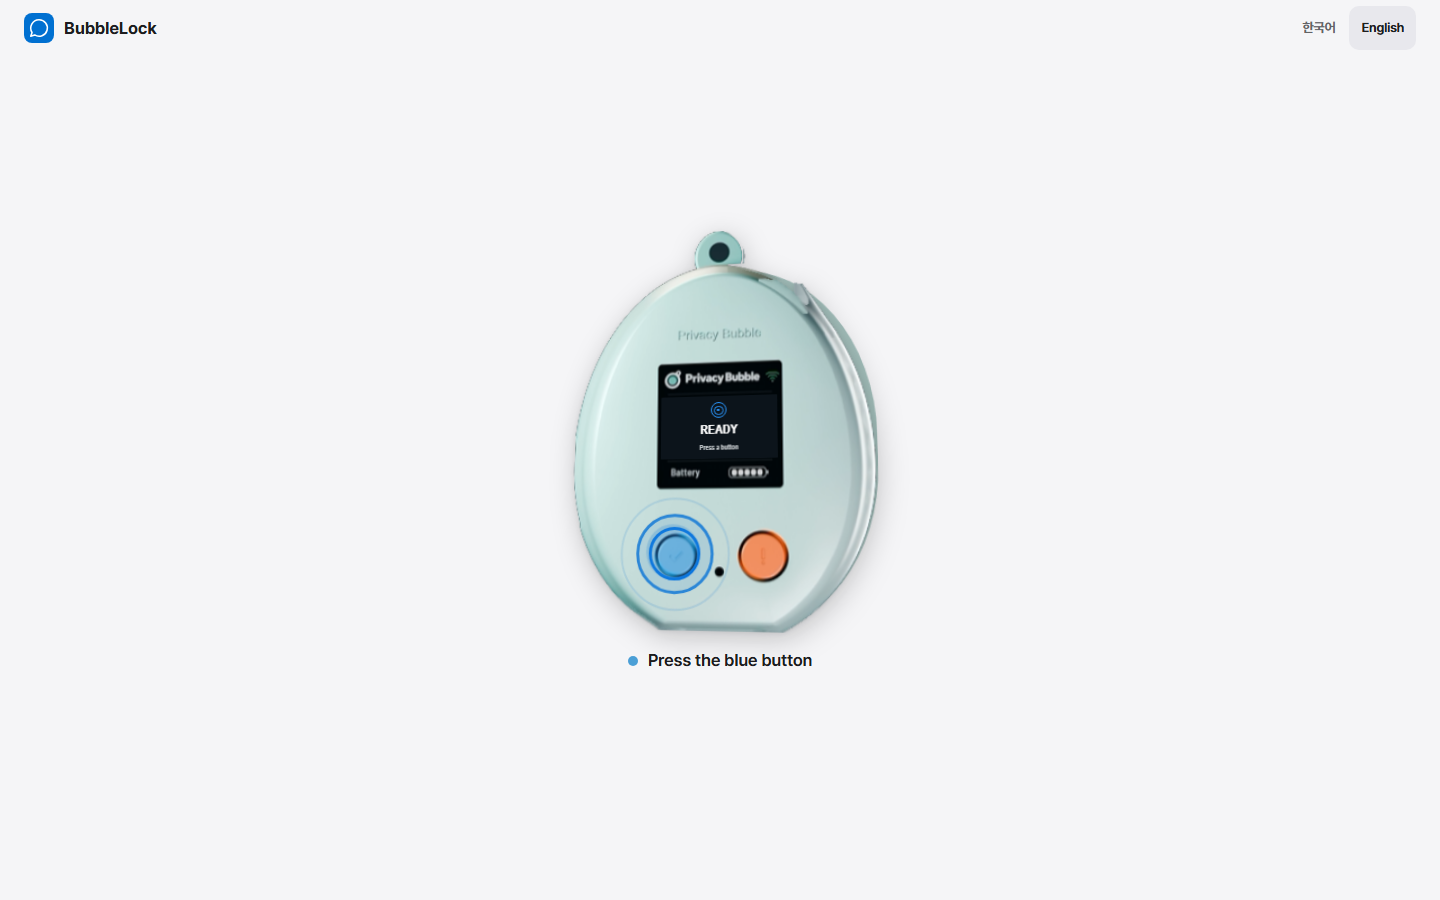 BubbleLock
한국어
English
Privacy Bubble
Privacy Bubble
READY
Press a button
Battery
Press the blue button